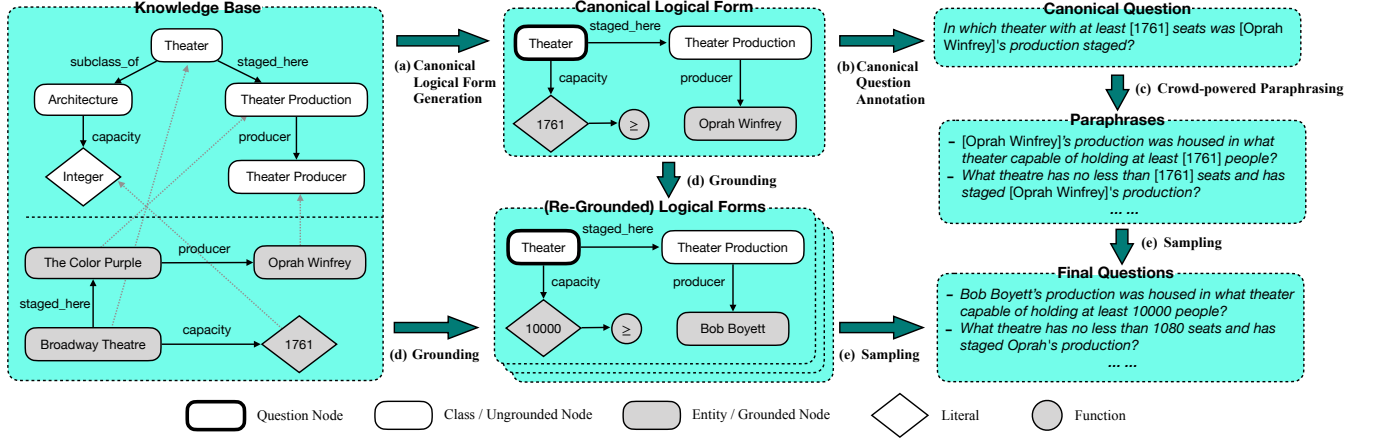 Knowledge Base
Theater
subclass_of
staged_here
Architecture
Theater Production
capacity
producer
Integer
Theater Producer
The Color Purple
producer
Oprah Winfrey
staged_here
Broadway Theatre
capacity
1761
(a) Canonical
Logical Form
Generation
Canonical Logical Form
Theater
staged_here
Theater Production
capacity
producer
1761
≥
Oprah Winfrey
(d) Grounding
(d) Grounding
(Re-Grounded) Logical Forms
Theater
staged_here
Theater Production
capacity
producer
10000
≥
Bob Boyett
(b) Canonical
Question
Annotation
(e) Sampling
Canonical Question
In which theater with at least [1761] seats was [Oprah
Winfrey]'s production staged?
(c) Crowd-powered Paraphrasing
Paraphrases
– [Oprah Winfrey]'s production was housed in what
theater capable of holding at least [1761] people?
– What theatre has no less than [1761] seats and has
staged [Oprah Winfrey]'s production?
... ...
(e) Sampling
Final Questions
– Bob Boyett's production was housed in what theater
capable of holding at least 10000 people?
– What theatre has no less than 1080 seats and has
staged Oprah's production?
... ...
Question Node
Class / Ungrounded Node
Entity / Grounded Node
Literal
Function